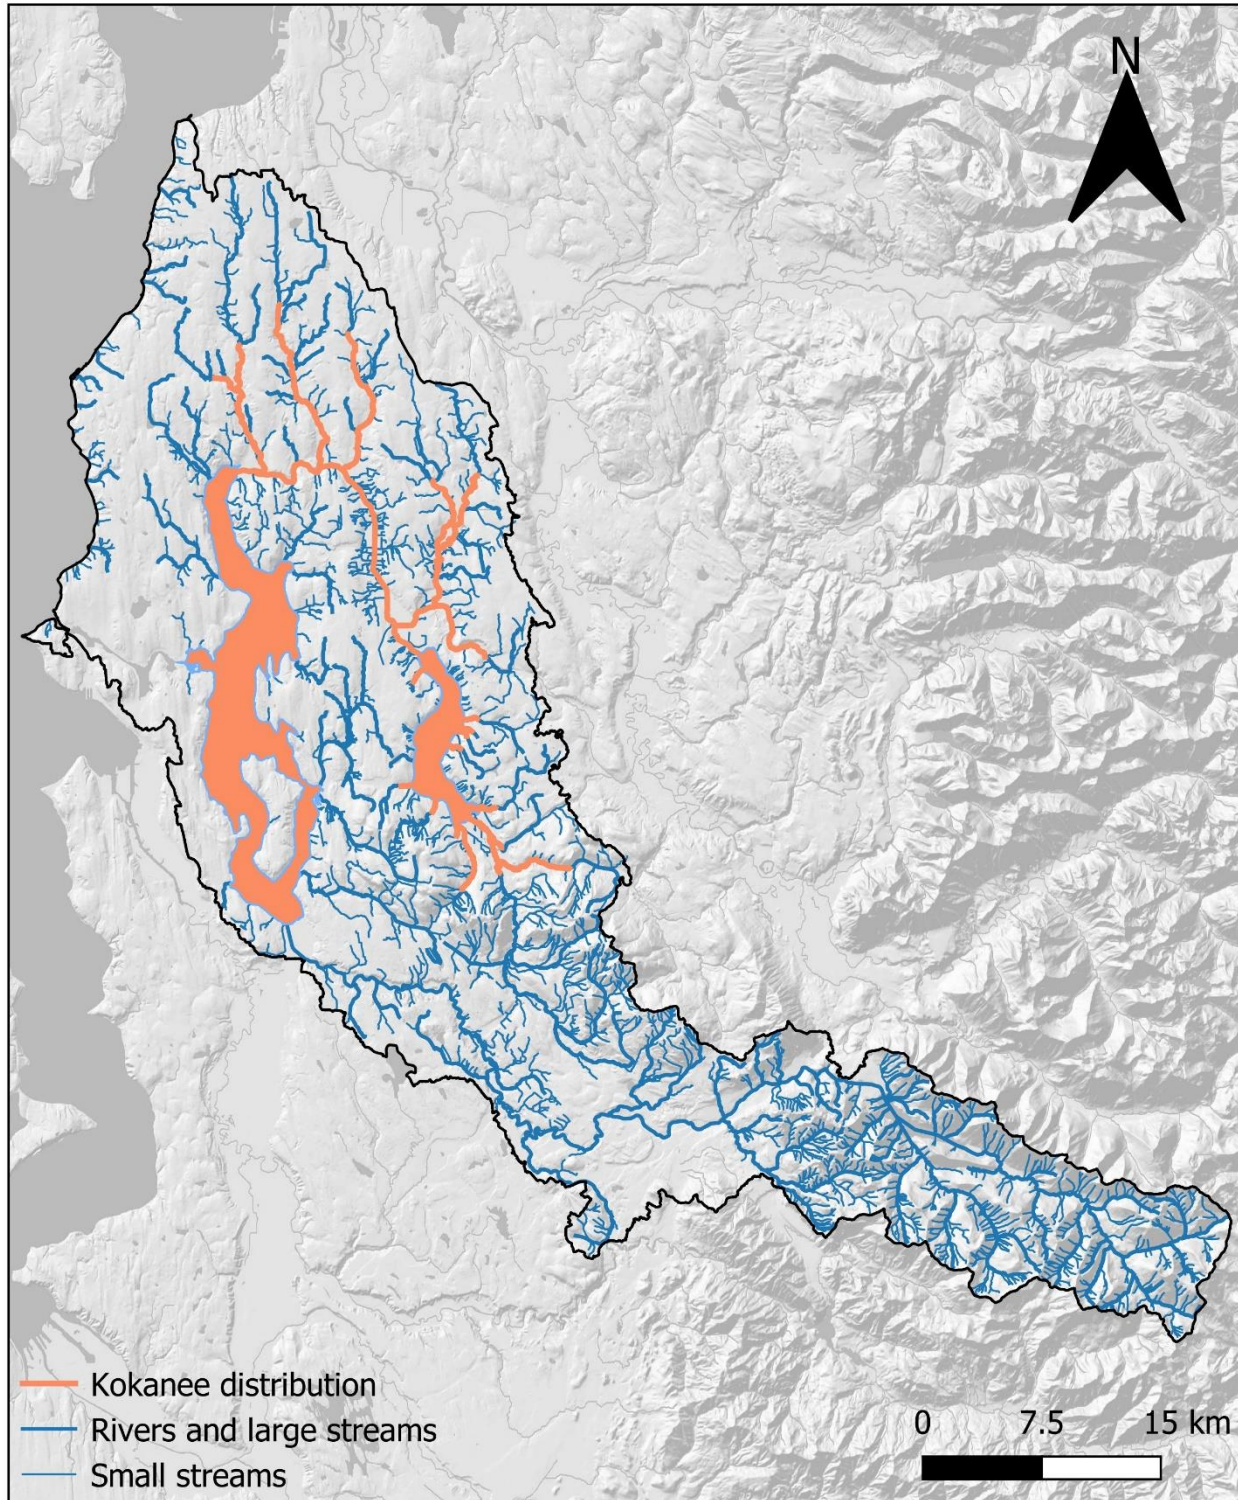 N
Kokanee distribution
Rivers and large streams
Small streams
0 7.5 15 km